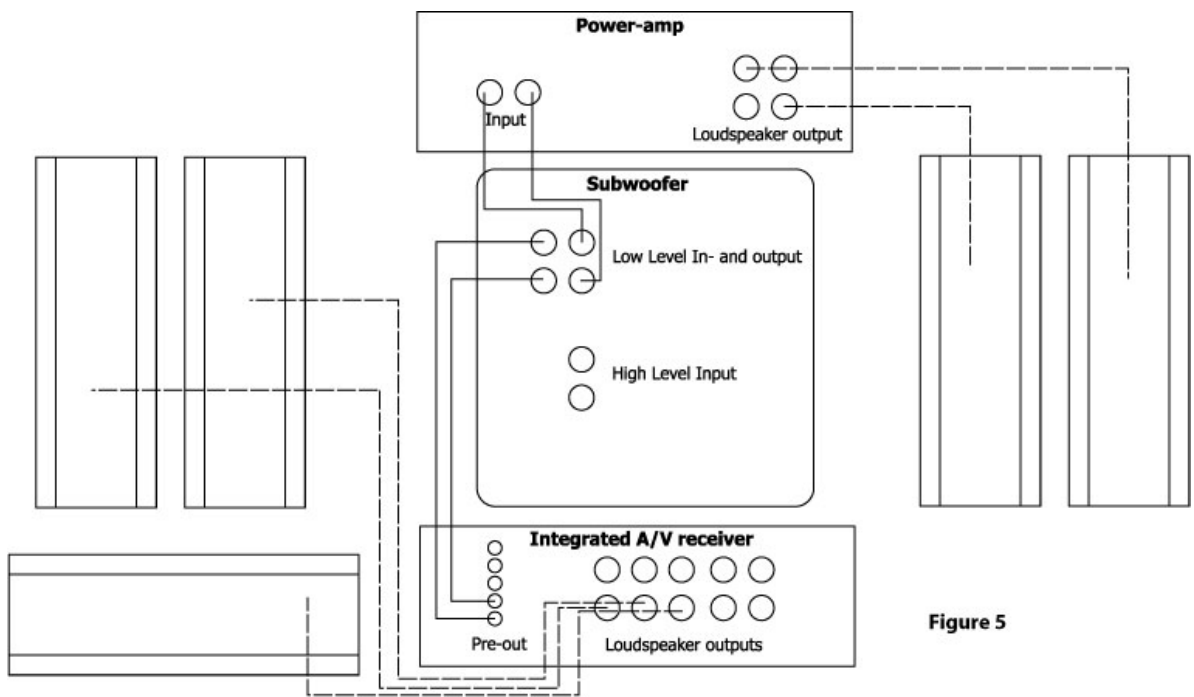 Power-amp
Input
Loudspeaker output
Subwoofer
Low Level In- and output
High Level Input
Integrated A/V receiver
Pre-out
Loudspeaker outputs
Figure 5